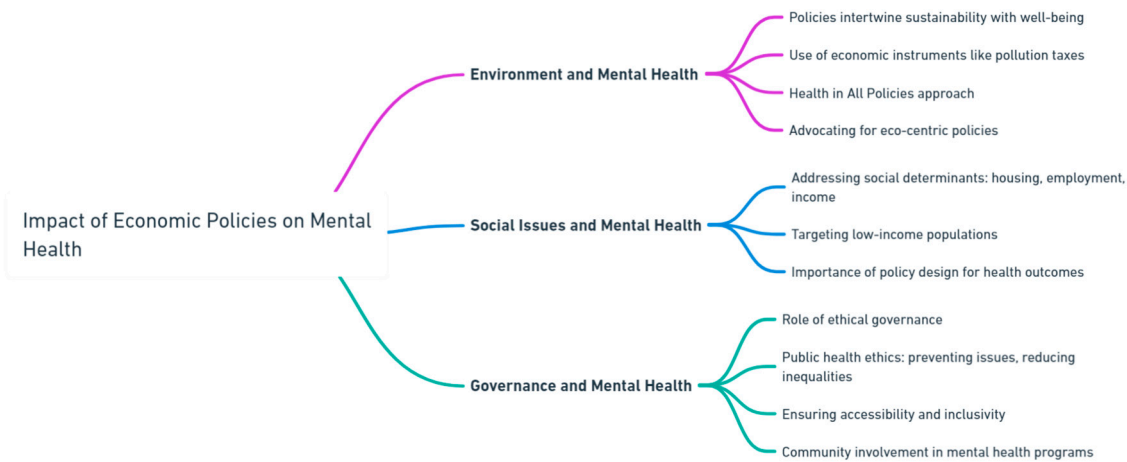 Impact of Economic Policies on Mental
Health
Environment and Mental Health
Policies intertwine sustainability with well-being
Use of economic instruments like pollution taxes
Health in All Policies approach
Advocating for eco-centric policies
Social Issues and Mental Health
Addressing social determinants: housing, employment,
income
Targeting low-income populations
Importance of policy design for health outcomes
Governance and Mental Health
Role of ethical governance
Public health ethics: preventing issues, reducing
inequalities
Ensuring accessibility and inclusivity
Community involvement in mental health programs